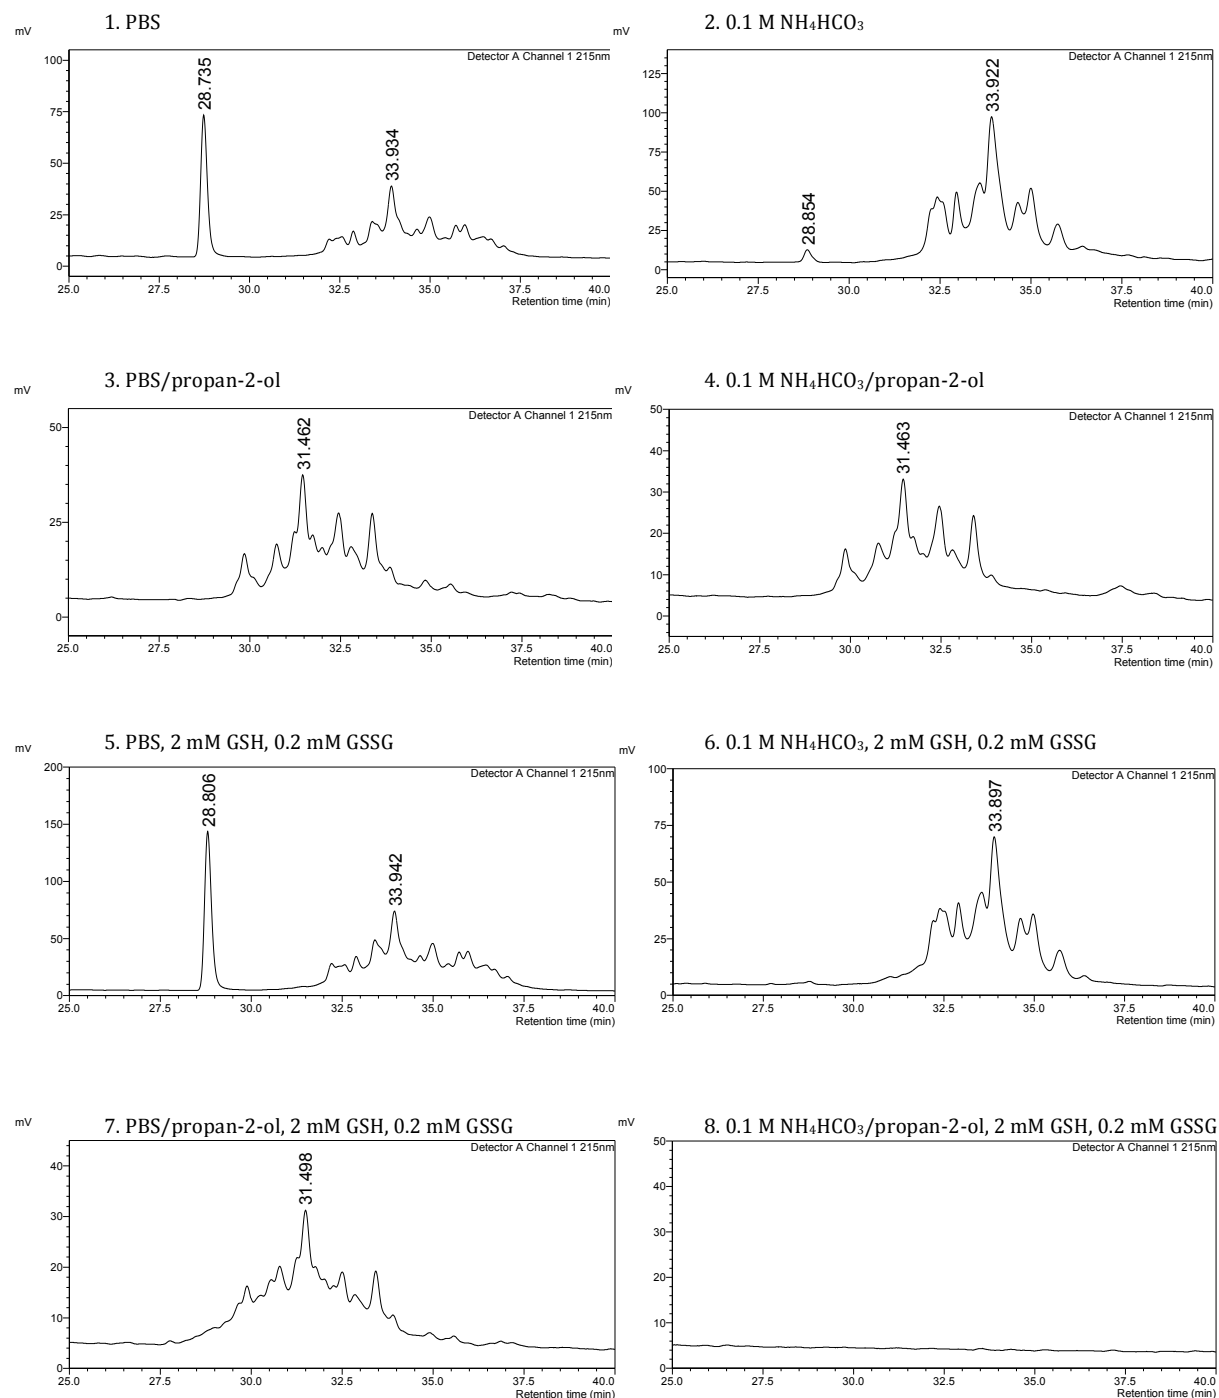 1. PBS
mV
Detector A Channel 1 215nm
100
75
50
25
0
28.735
33.934
25.0 27.5 30.0 32.5 35.0 37.5 40.0
Retention time (min)
2. 0.1 M NH₄HCO₃
mV
Detector A Channel 1 215nm
125
100
75
50
25
0
28.854
33.922
25.0 27.5 30.0 32.5 35.0 37.5 40.0
Retention time (min)
3. PBS/propan-2-ol
mV
Detector A Channel 1 215nm
50
25
0
31.462
25.0 27.5 30.0 32.5 35.0 37.5 40.0
Retention time (min)
4. 0.1 M NH₄HCO₃/propan-2-ol
mV
Detector A Channel 1 215nm
50
40
30
20
10
0
31.463
25.0 27.5 30.0 32.5 35.0 37.5 40.0
Retention time (min)
5. PBS, 2 mM GSH, 0.2 mM GSSG
mV
Detector A Channel 1 215nm
200
150
100
50
0
28.806
33.942
25.0 27.5 30.0 32.5 35.0 37.5 40.0
Retention time (min)
6. 0.1 M NH₄HCO₃, 2 mM GSH, 0.2 mM GSSG
mV
Detector A Channel 1 215nm
100
75
50
25
0
33.897
25.0 27.5 30.0 32.5 35.0 37.5 40.0
Retention time (min)
7. PBS/propan-2-ol, 2 mM GSH, 0.2 mM GSSG
mV
Detector A Channel 1 215nm
40
30
20
10
0
31.498
25.0 27.5 30.0 32.5 35.0 37.5 40.0
Retention time (min)
8. 0.1 M NH₄HCO₃/propan-2-ol, 2 mM GSH, 0.2 mM GSSG
mV
Detector A Channel 1 215nm
50
40
30
20
10
0
25.0 27.5 30.0 32.5 35.0 37.5 40.0
Retention time (min)